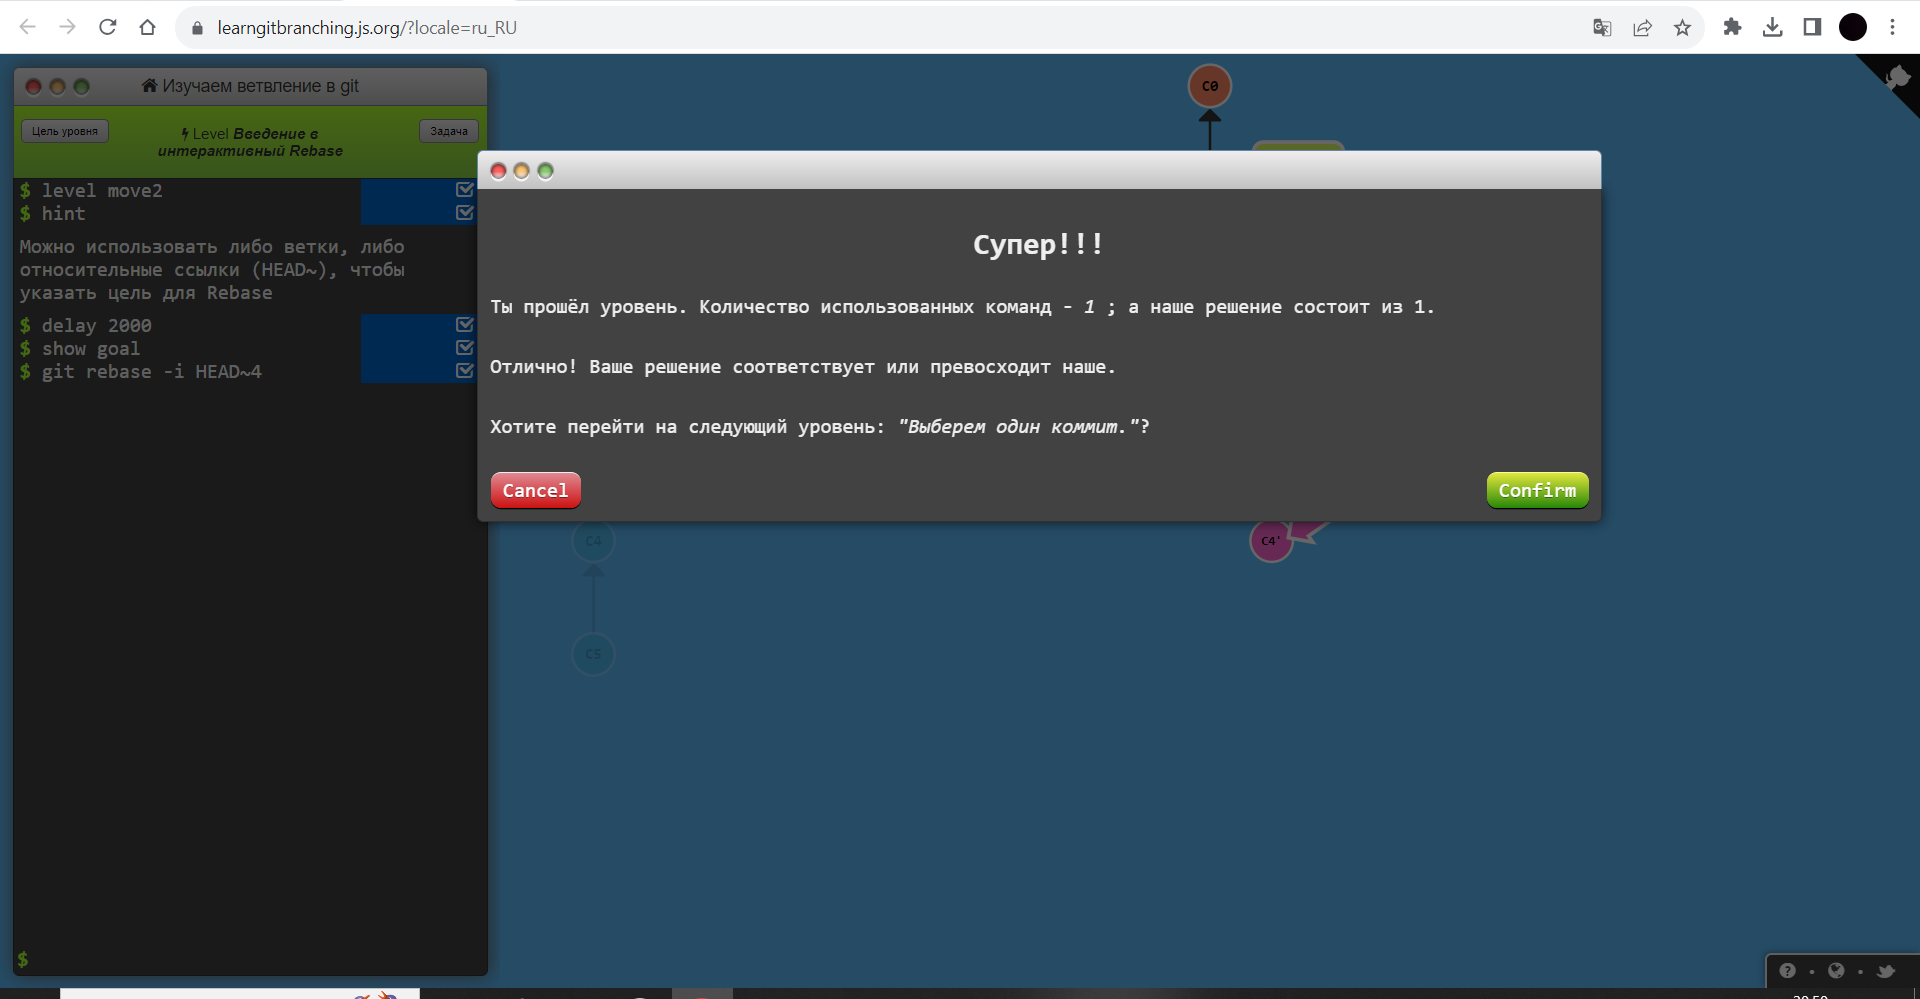 learngitbranching.js.org/?locale=ru_RU
Изучаем ветвление в git
Цель уровня
Level Введение в
интерактивный Rebase
Задача
$ level move2
$ hint
Можно использовать либо ветки, либо
относительные ссылки (HEAD~), чтобы
указать цель для Rebase
$ delay 2000
$ show goal
$ git rebase -i HEAD~4
$
C0
Супер!!!
Ты прошёл уровень. Количество использованных команд - 1 ; а наше решение состоит из 1.
Отлично! Ваше решение соответствует или превосходит наше.
Хотите перейти на следующий уровень: "Выберем один коммит."?
Cancel
Confirm
C4
C4'
C5